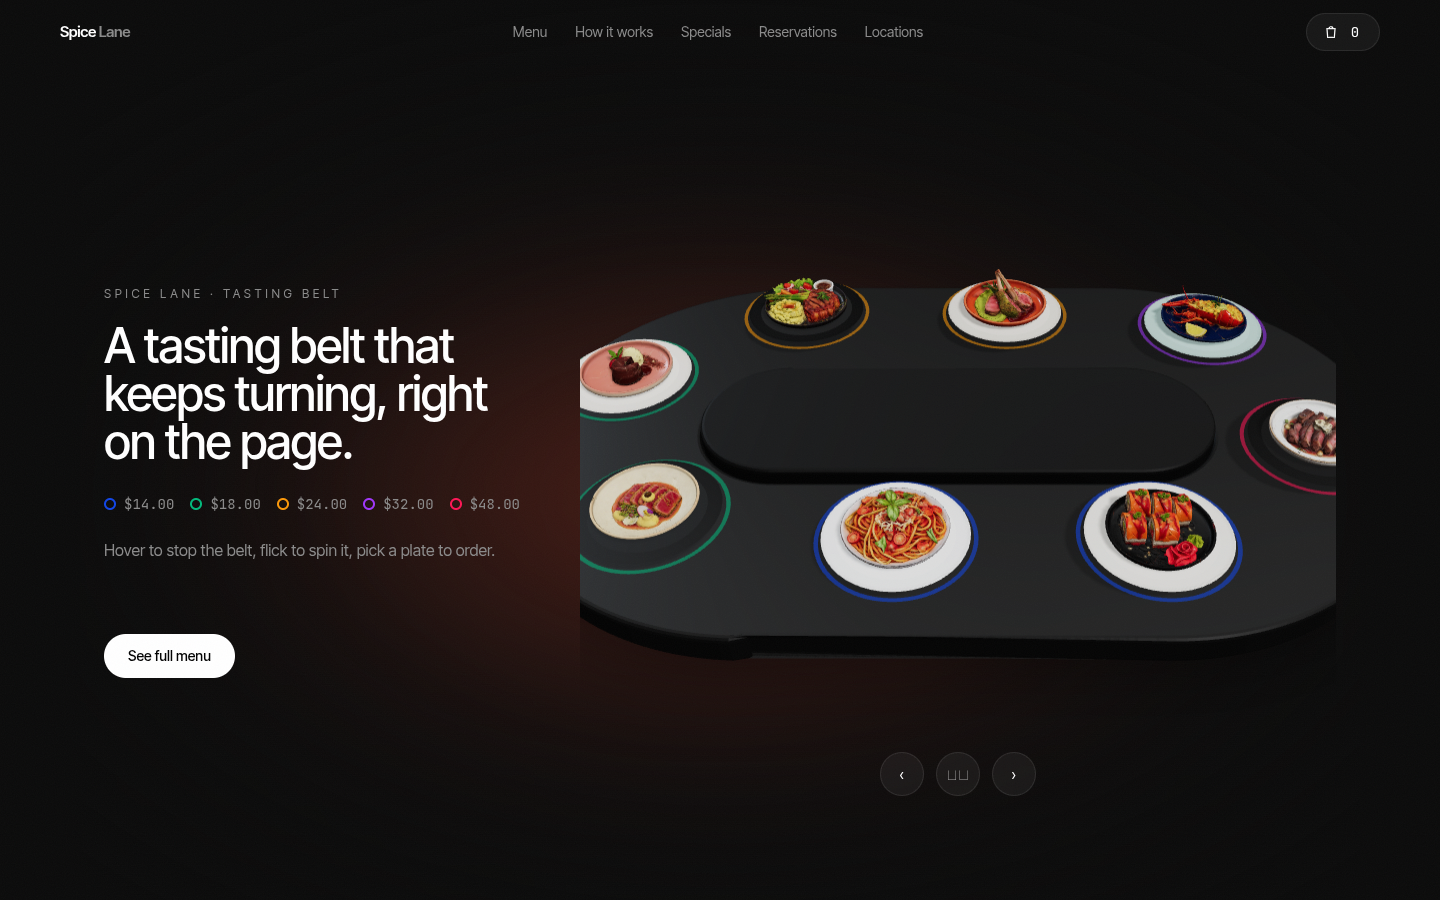 Spice Lane
Menu How it works Specials Reservations Locations
0
SPICE LANE · TASTING BELT
A tasting belt that
keeps turning, right
on the page.
$14.00 $18.00 $24.00 $32.00 $48.00
Hover to stop the belt, flick to spin it, pick a plate to order.
See full menu
‹ ›